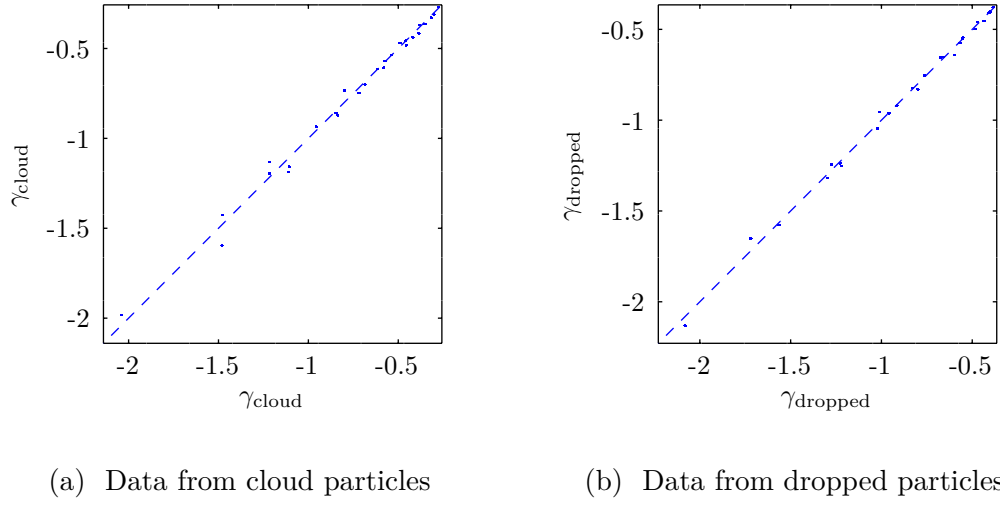 -0.5
-1
-1.5
-2
γcloud
-2 -1.5 -1 -0.5
γcloud
(a) Data from cloud particles
-0.5
-1
-1.5
-2
γdropped
-2 -1.5 -1 -0.5
γdropped
(b) Data from dropped particles